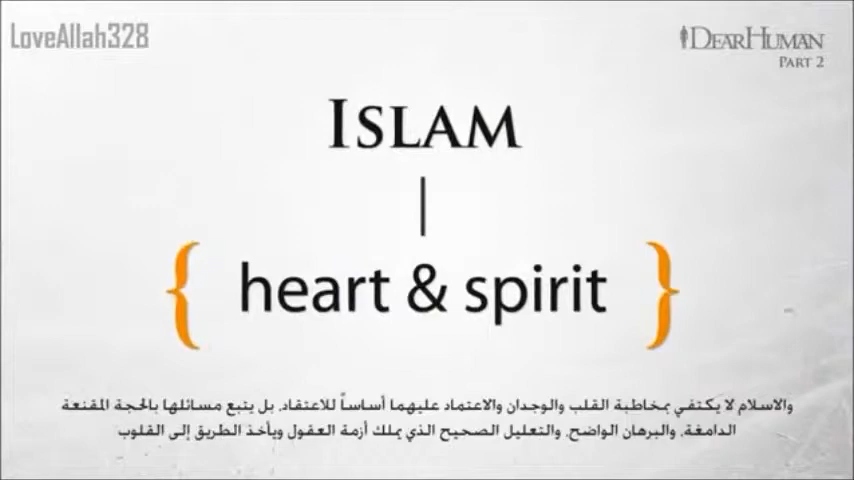 LoveAllah328
DearHuman
Part 2
Islam
{ heart & spirit }
والاسلام لا يكتفي بمخاطبة القلب والوجدان والاعتماد عليهما أساساً للاعتقاد. بل يتبع مسائلها بالحجة المقنعة
الدامغة. والبرهان الواضح. والتعليل الصحيح الذي يملك أزمة العقول ويأخذ الطريق إلى القلوب